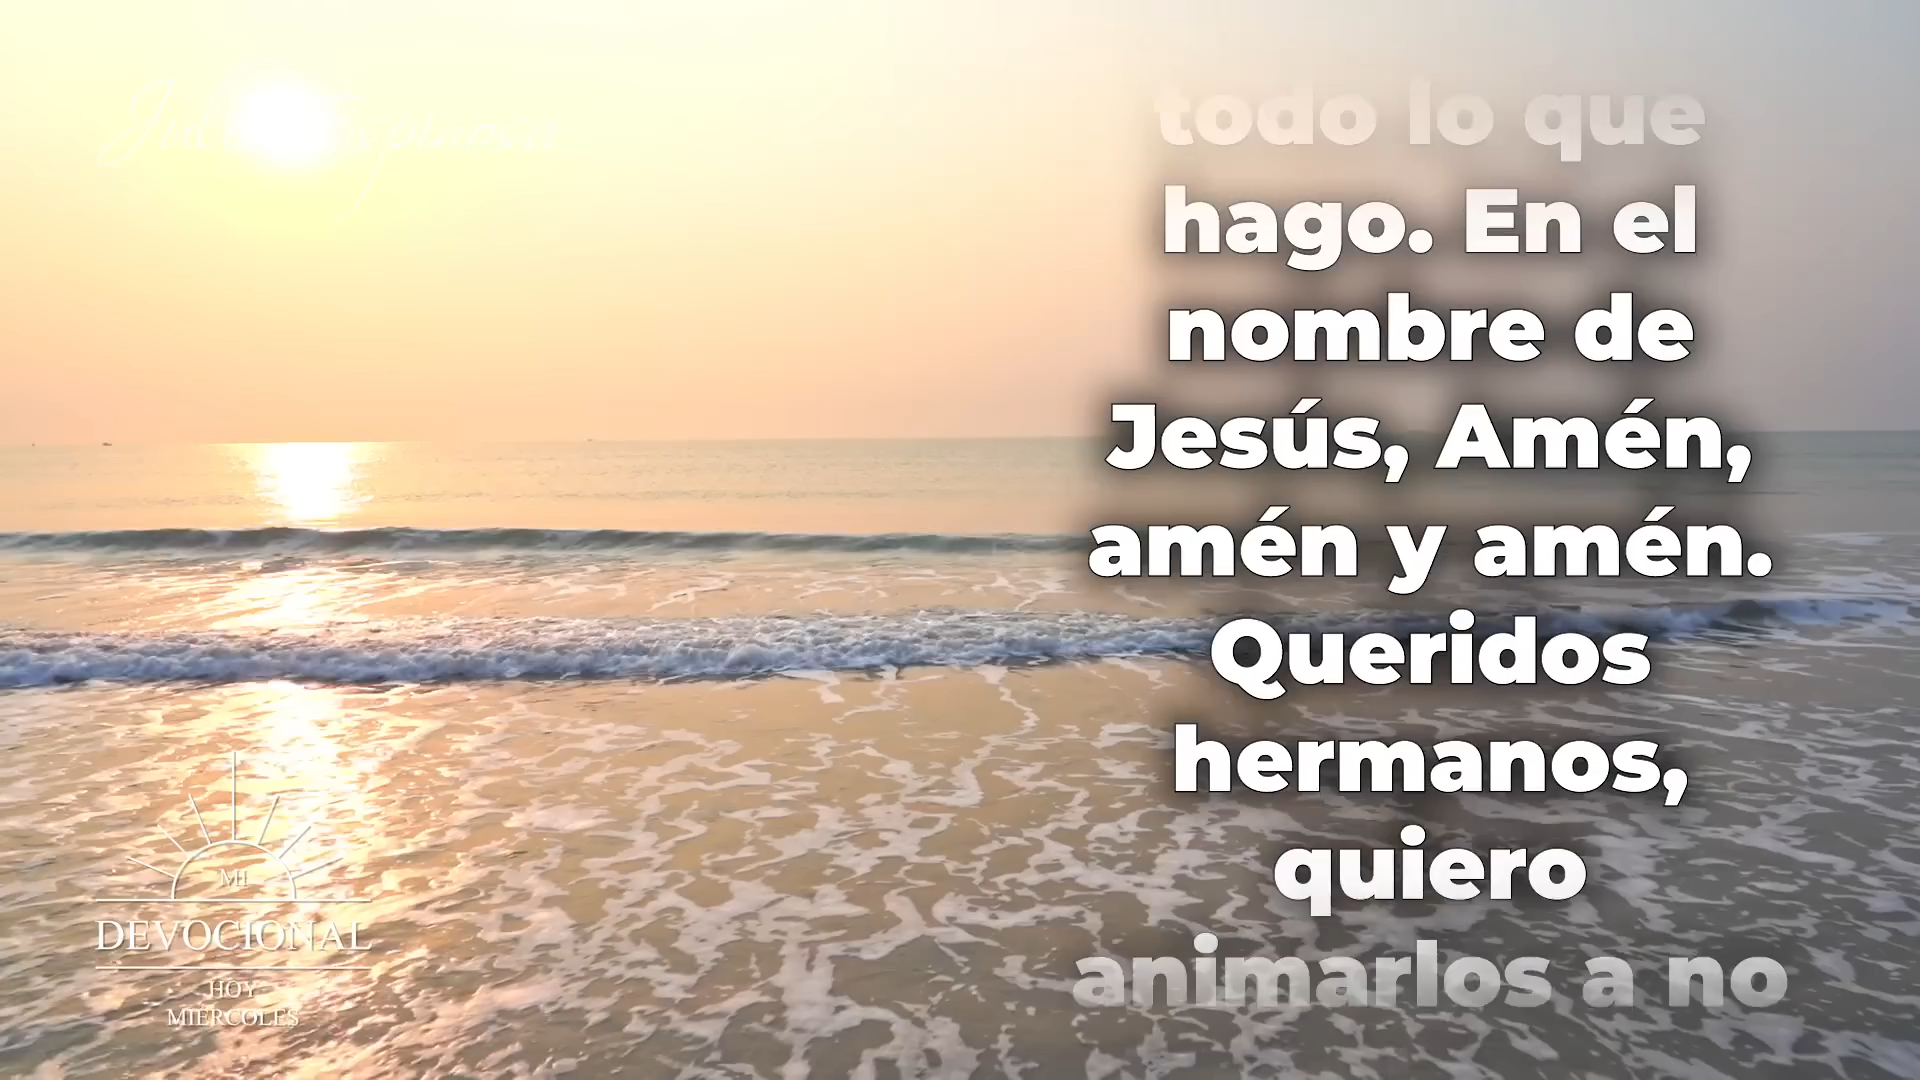 todo lo que
hago. En el
nombre de
Jesús, Amén,
amén y amén.
Queridos
hermanos,
quiero
animarlos a no
MI
DEVOCIONAL
HOY
MIÉRCOLES